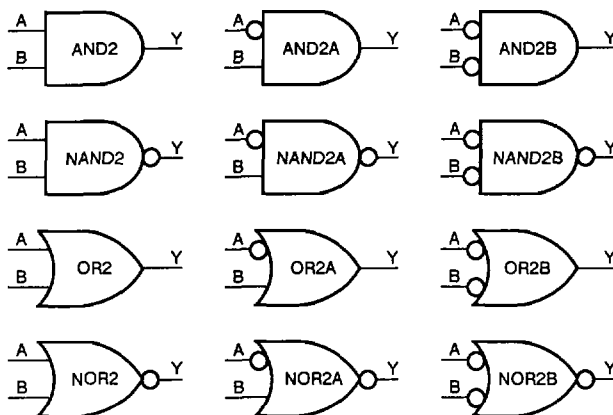 A AND2 Y B
A AND2A Y B
A AND2B Y B
A NAND2 Y B
A NAND2A Y B
A NAND2B Y B
A OR2 Y B
A OR2A Y B
A OR2B Y B
A NOR2 Y B
A NOR2A Y B
A NOR2B Y B